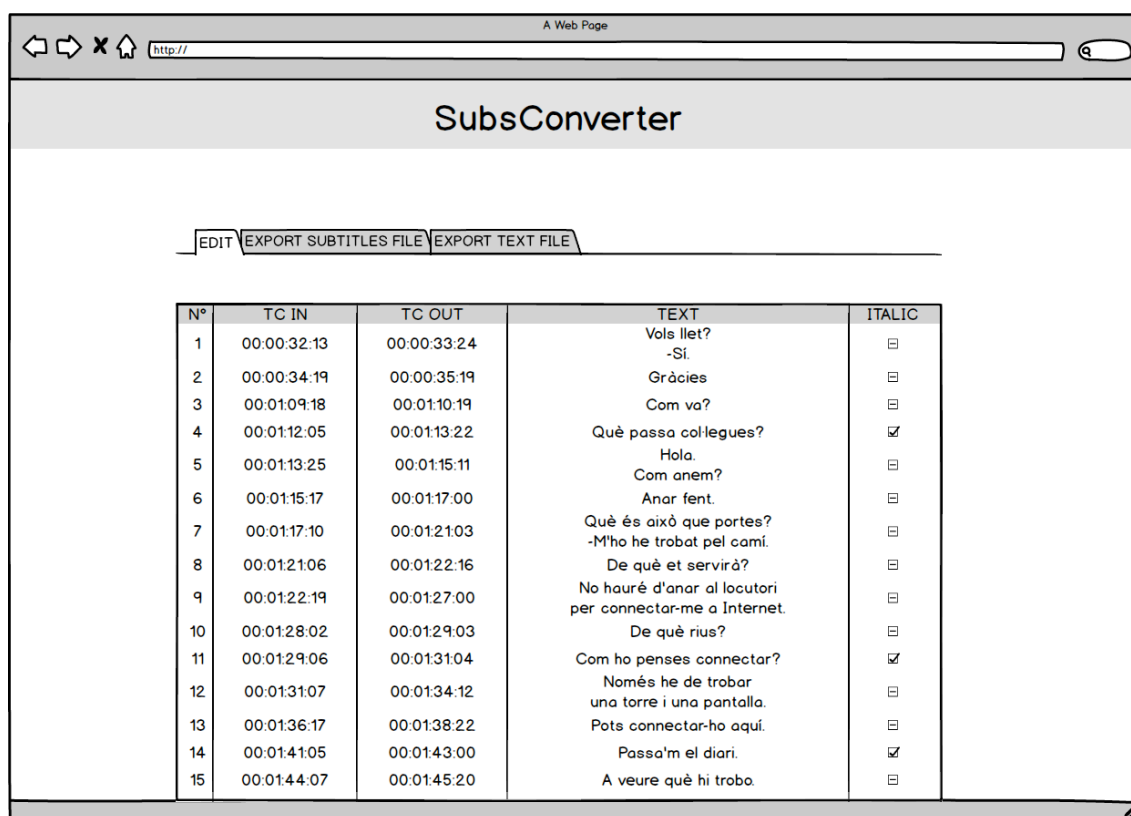 A Web Page
http://
SubsConverter
EDIT EXPORT SUBTITLES FILE EXPORT TEXT FILE
Nº TC IN TC OUT TEXT ITALIC
1 00:00:32:13 00:00:33:24 Vols llet?
-Sí.
2 00:00:34:19 00:00:35:19 Gràcies
3 00:01:09:18 00:01:10:19 Com va?
4 00:01:12:05 00:01:13:22 Què passa col·legues?
5 00:01:13:25 00:01:15:11 Hola.
Com anem?
6 00:01:15:17 00:01:17:00 Anar fent.
7 00:01:17:10 00:01:21:03 Què és això que portes?
-M'ho he trobat pel camí.
8 00:01:21:06 00:01:22:16 De què et servirà?
9 00:01:22:19 00:01:27:00 No hauré d'anar al locutori
per connectar-me a Internet.
10 00:01:28:02 00:01:29:03 De què rius?
11 00:01:29:06 00:01:31:04 Com ho penses connectar?
12 00:01:31:07 00:01:34:12 Només he de trobar
una torre i una pantalla.
13 00:01:36:17 00:01:38:22 Pots connectar-ho aquí.
14 00:01:41:05 00:01:43:00 Passa'm el diari.
15 00:01:44:07 00:01:45:20 A veure què hi trobo.